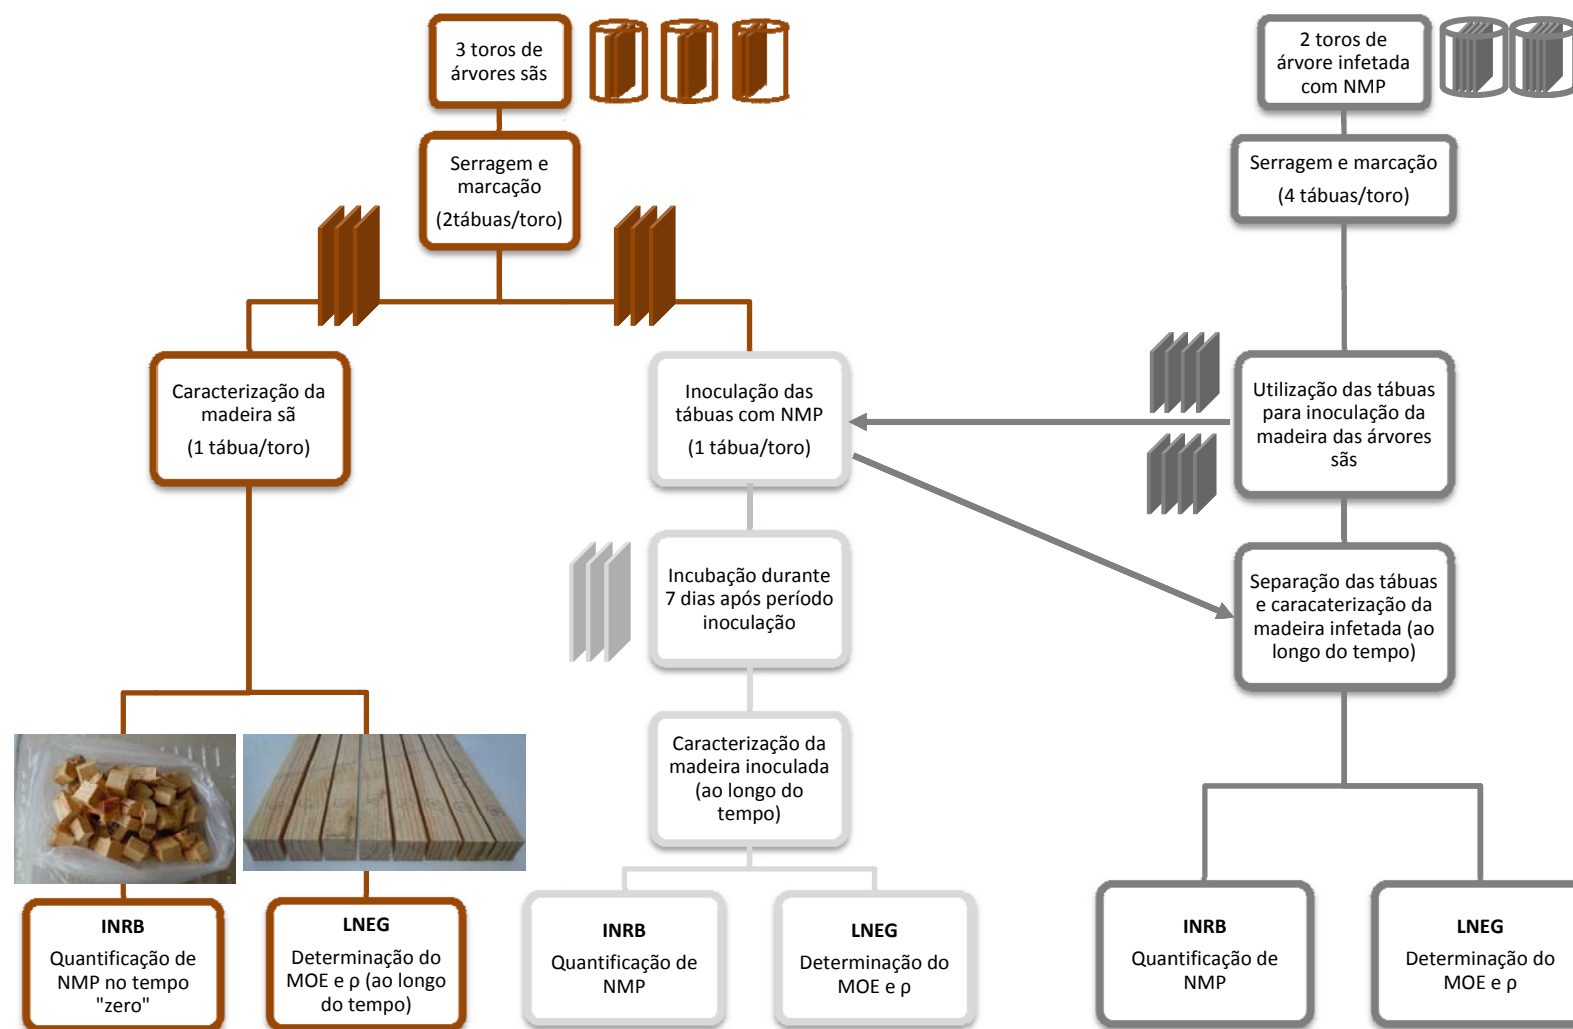 3 toros de
árvores sãs
2 toros de
árvore infetada
com NMP
Serragem e
marcação
(2tábuas/toro)
Serragem e marcação
(4 tábuas/toro)
Caracterização da
madeira sã
(1 tábua/toro)
Inoculação das
tábuas com NMP
(1 tábua/toro)
Utilização das tábuas
para inoculação da
madeira das árvores
sãs
Incubação durante
7 dias após período
inoculação
Separação das tábuas
e caracaterização da
madeira infetada (ao
longo do tempo)
Caracterização da
madeira inoculada
(ao longo do
tempo)
INRB
Quantificação de
NMP no tempo
"zero"
LNEG
Determinação do
MOE e ρ (ao longo
do tempo)
INRB
Quantificação de
NMP
LNEG
Determinação do
MOE e ρ
INRB
Quantificação de
NMP
LNEG
Determinação do
MOE e ρ